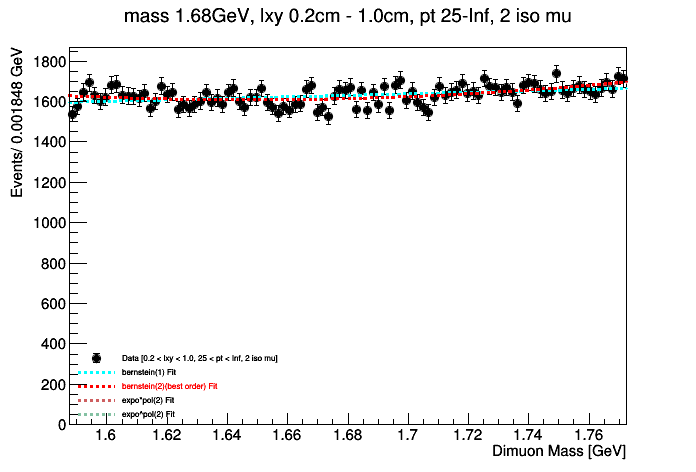 mass 1.68GeV, lxy 0.2cm - 1.0cm, pt 25-Inf, 2 iso mu
Events/ 0.001848 GeV
1800
1600
1400
1200
1000
800
600
400
200
0
Data [0.2 < lxy < 1.0, 25 < pt < Inf, 2 iso mu]
bernstein(1) Fit
bernstein(2)(best order) Fit
expo*pol(2) Fit
expo^pol(2) Fit
1.6 1.62 1.64 1.66 1.68 1.7 1.72 1.74 1.76
Dimuon Mass [GeV]